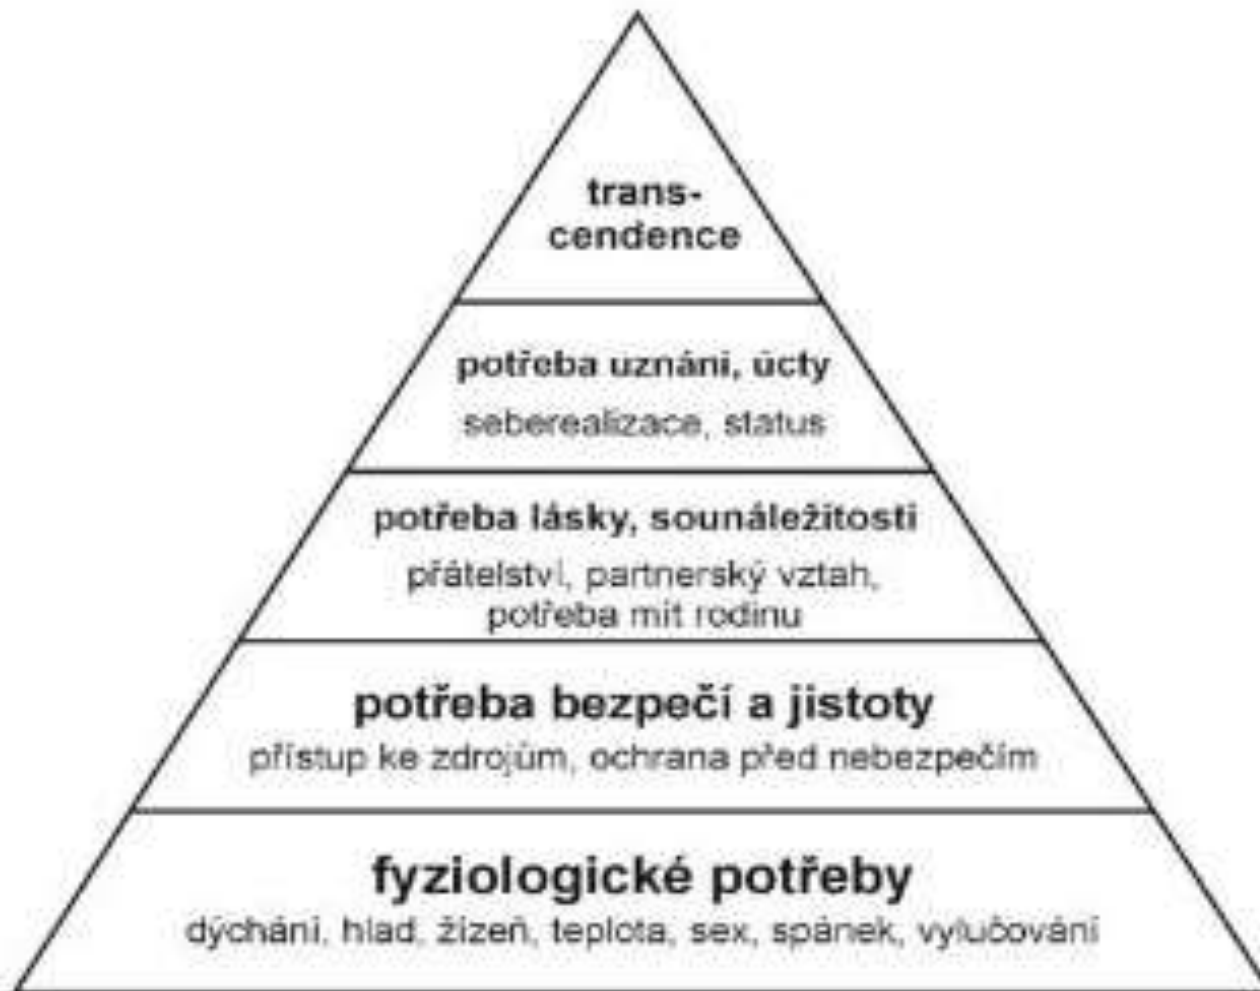 trans-
cendence
potřeba uznání, úcty
seberealizace, status
potřeba lásky, sounáležitosti
přátelství, partnerský vztah,
potřeba mít rodinu
potřeba bezpečí a jistoty
přístup ke zdrojům, ochrana před nebezpečím
fyziologické potřeby
dýchání, hlad, žízeň, teplota, sex, spánek, vylučování